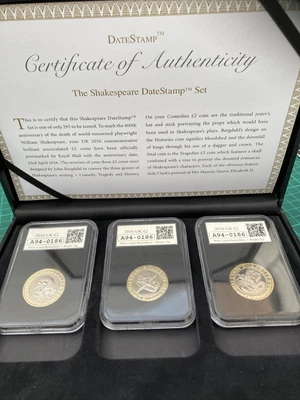 DATESTAMP™
Certificate of Authenticity
The Shakespeare DateStamp™ Set
This is to certify that this Shakespeare DateStamp™
Set is one of only 295 to be issued. To mark the 400th
anniversary of the death of world-renowned playwright
William Shakespeare, your UK 2016 commemorative
brilliant uncirculated £2 coins have been officially
postmarked by Royal Mail with the anniversary date,
23rd April 2016. The reverses of your three £2 coins were
designed by John Bergdahl to convey the three genres of
Shakespeare's writing – Comedy, Tragedy and History.
On your Comedies £2 coin are the traditional jester's
hat and stick portraying the props which would have
been used in Shakespeare's plays. Bergdahl's design on
the Histories coin signifies bloodshed and the downfall
of kings through his use of a dagger and crown. The
final coin is the Tragedies £2 coin which features a skull
combined with a rose to portray the doomed romances
of Shakespeare's characters. Each of the obverses feature
Jody Clark's portrait of Her Majesty Queen Elizabeth II.
2016 UK £2
A94-0186
2016 UK £2
A94-0186
2016 UK £2
A94-0186